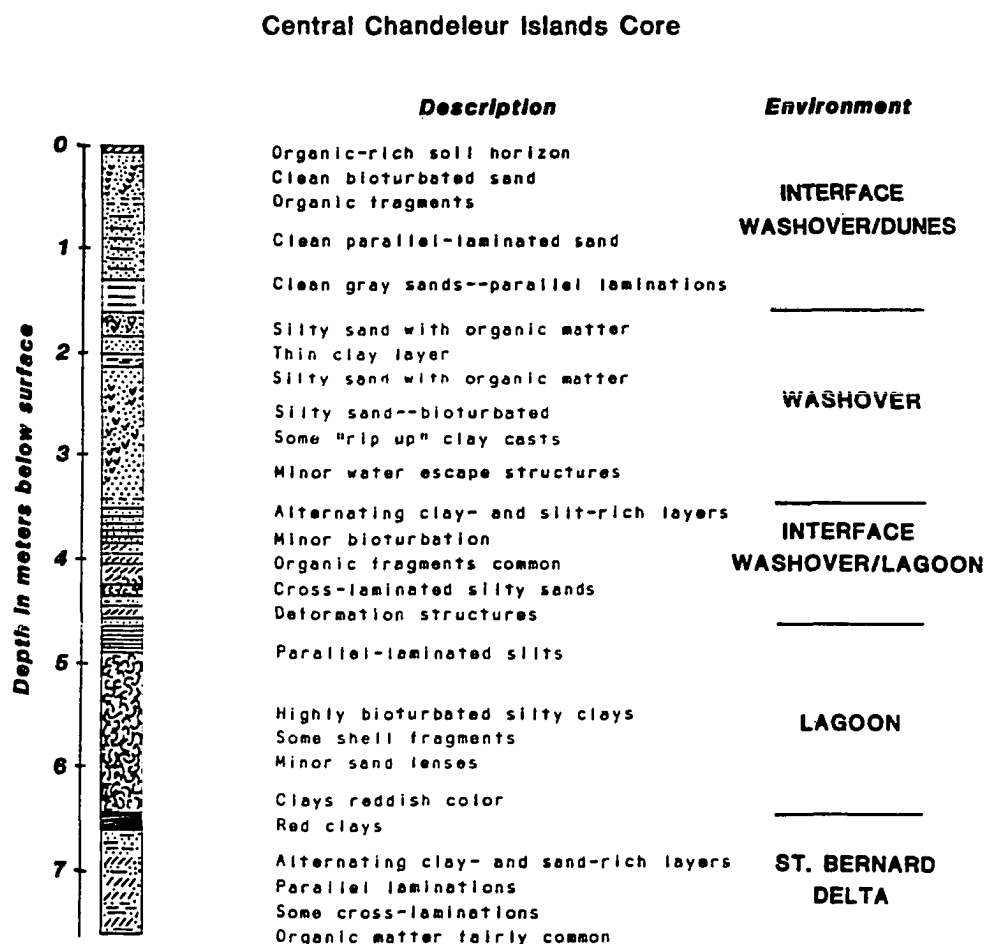 Central Chandeleur Islands Core
Description
Environment
Depth in meters below surface
0
1
2
3
4
5
6
7
Organic-rich soil horizon
Clean bioturbated sand
Organic fragments
Clean parallel-laminated sand
Clean gray sands--parallel laminations
INTERFACE
WASHOVER/DUNES
Silty sand with organic matter
Thin clay layer
Silty sand with organic matter
Silty sand--bioturbated
Some "rip up" clay casts
Minor water escape structures
WASHOVER
Alternating clay- and silt-rich layers
Minor bioturbation
Organic fragments common
Cross-laminated silty sands
Deformation structures
INTERFACE
WASHOVER/LAGOON
Parallel-laminated silts
Highly bioturbated silty clays
Some shell fragments
Minor sand lenses
Clays reddish color
LAGOON
Red clays
Alternating clay- and sand-rich layers
Parallel laminations
Some cross-laminations
Organic matter fairly common
ST. BERNARD
DELTA